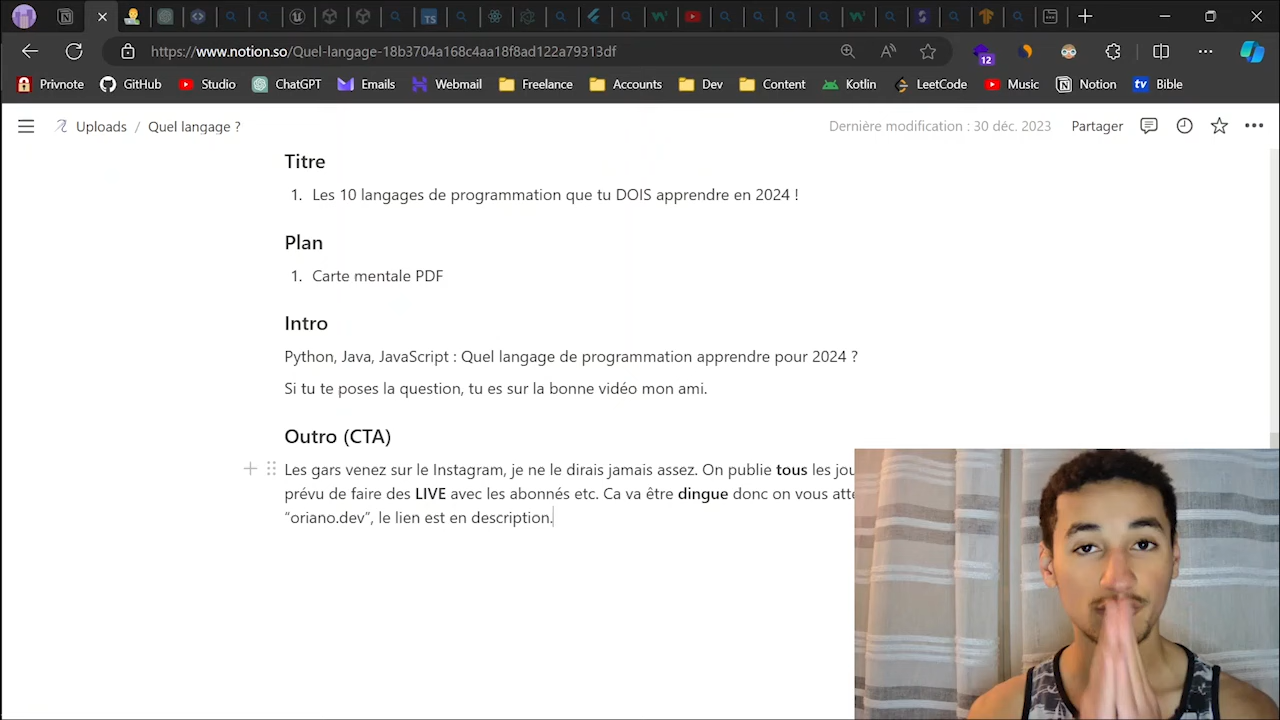 TS
https://www.notion.so/Quel-langage-18b3704a168c4aa18f8ad122a79313df
12
Privnote GitHub Studio ChatGPT Emails Webmail Freelance Accounts Dev Content Kotlin LeetCode Music Notion tv Bible
Uploads / Quel langage ? Dernière modification : 30 déc. 2023 Partager
Titre
1. Les 10 langages de programmation que tu DOIS apprendre en 2024 !
Plan
1. Carte mentale PDF
Intro
Python, Java, JavaScript : Quel langage de programmation apprendre pour 2024 ?
Si tu te poses la question, tu es sur la bonne vidéo mon ami.
Outro (CTA)
Les gars venez sur le Instagram, je ne le dirais jamais assez. On publie tous les
prévu de faire des LIVE avec les abonnés etc. Ca va être dingue donc on vous
“oriano.dev”, le lien est en description.